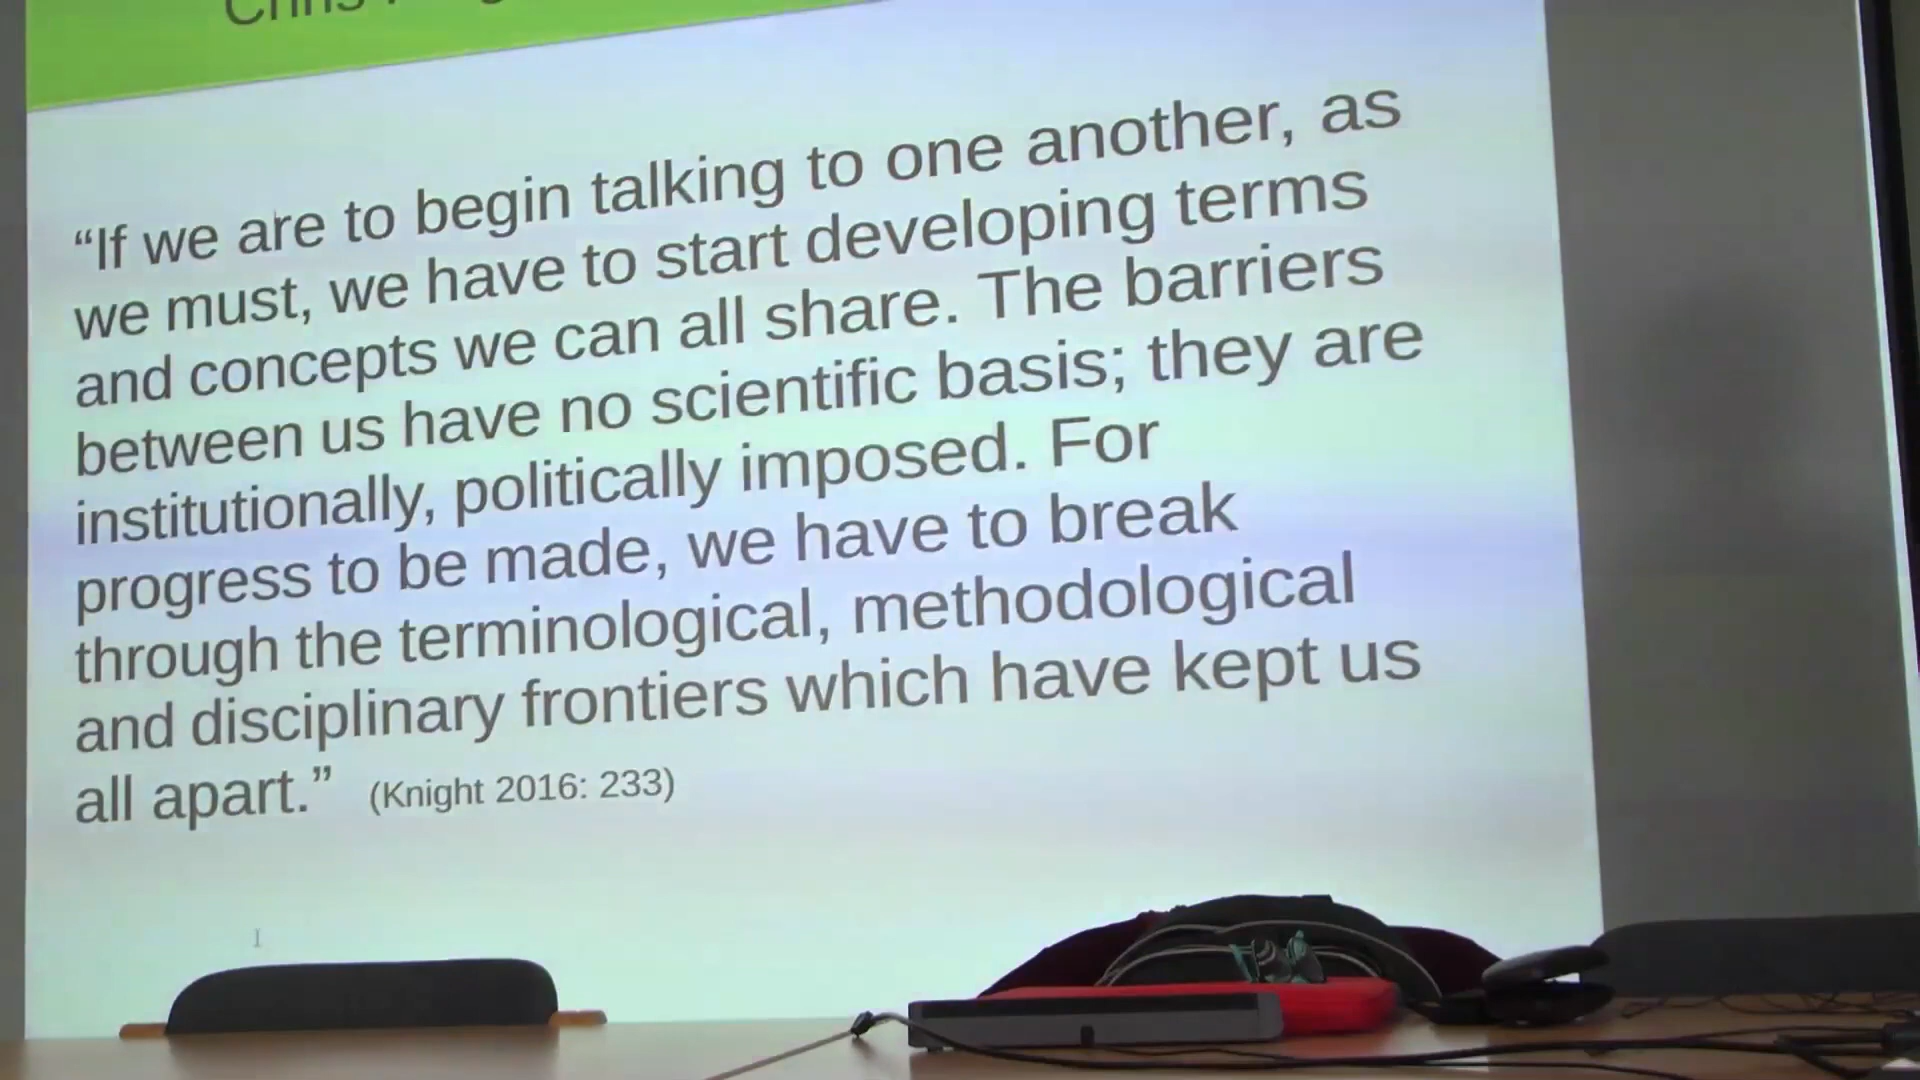 Chris
“If we are to begin talking to one another, as
we must, we have to start developing terms
and concepts we can all share. The barriers
between us have no scientific basis; they are
institutionally, politically imposed. For
progress to be made, we have to break
through the terminological, methodological
and disciplinary frontiers which have kept us
all apart.” (Knight 2016: 233)